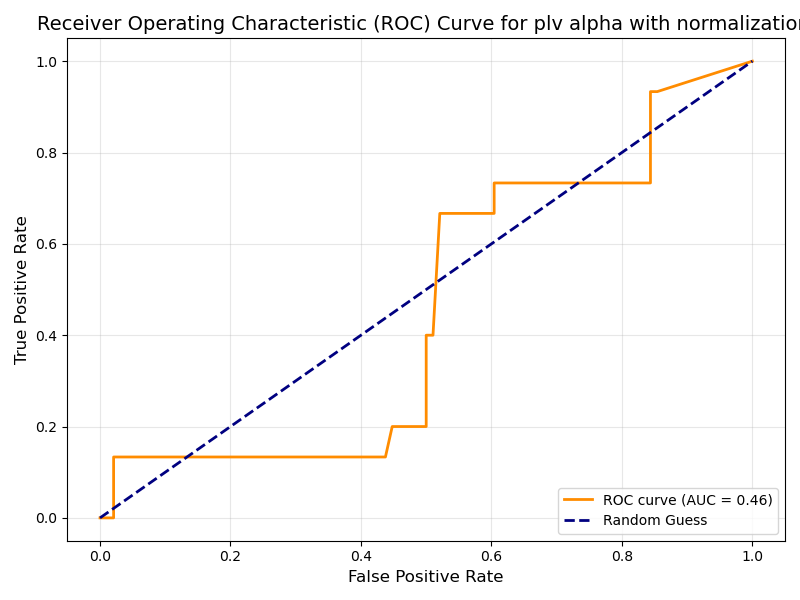 Receiver Operating Characteristic (ROC) Curve for plv alpha with normalization
1.0
0.8
0.6
0.4
0.2
0.0
True Positive Rate
0.0 0.2 0.4 0.6 0.8 1.0
False Positive Rate
ROC curve (AUC = 0.46)
Random Guess